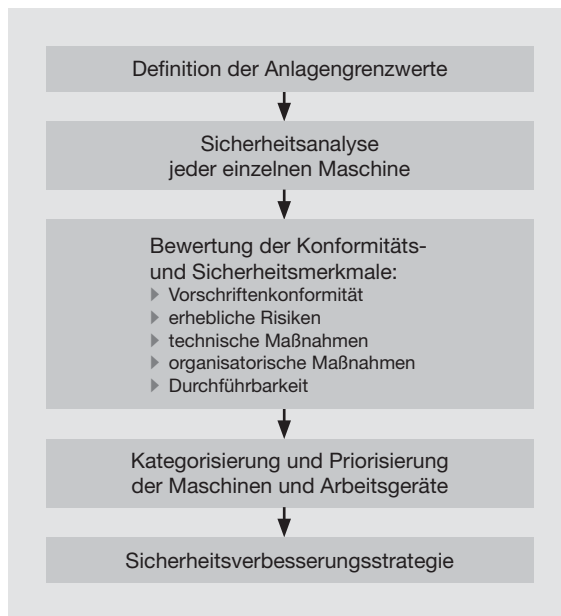 Definition der Anlagengrenzwerte
Sicherheitsanalyse
jeder einzelnen Maschine
Bewertung der Konformitäts-
und Sicherheitsmerkmale:
Vorschriftenkonformität
erhebliche Risiken
technische Maßnahmen
organisatorische Maßnahmen
Durchführbarkeit
Kategorisierung und Priorisierung
der Maschinen und Arbeitsgeräte
Sicherheitsverbesserungsstrategie